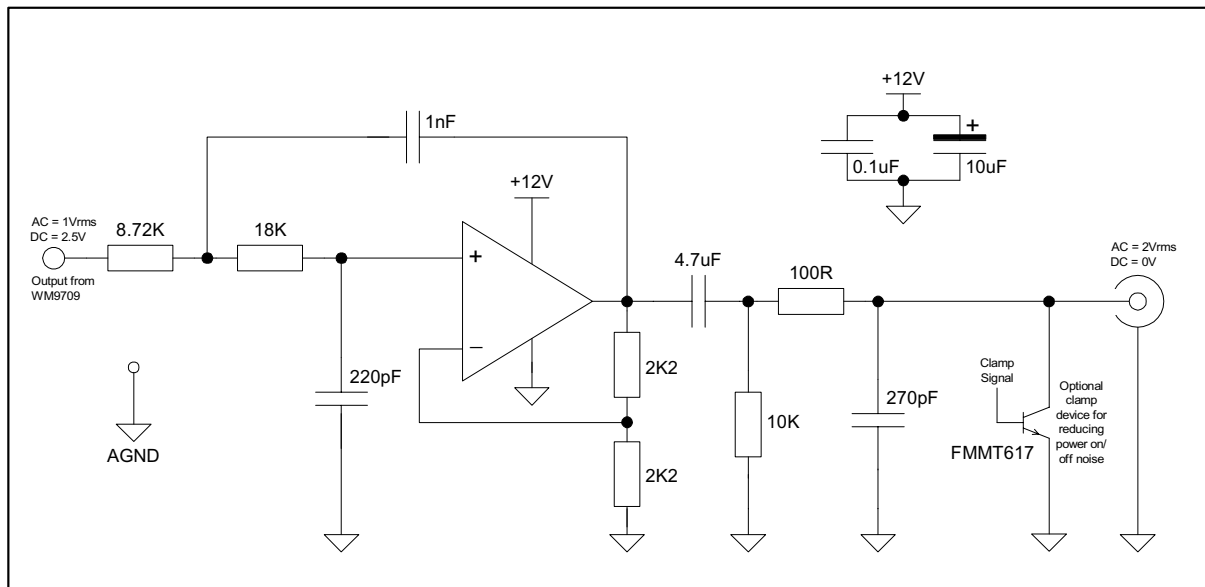 +12V
+
0.1uF
10uF
1nF
+12V
AC = 1Vrms
DC = 2.5V
8.72K
18K
Output from
WM9709
+
−
4.7uF
100R
AC = 2Vrms
DC = 0V
220pF
2K2
10K
270pF
Clamp
Signal
Optional
clamp
device for
reducing
power on/
off noise
FMMT617
AGND
2K2